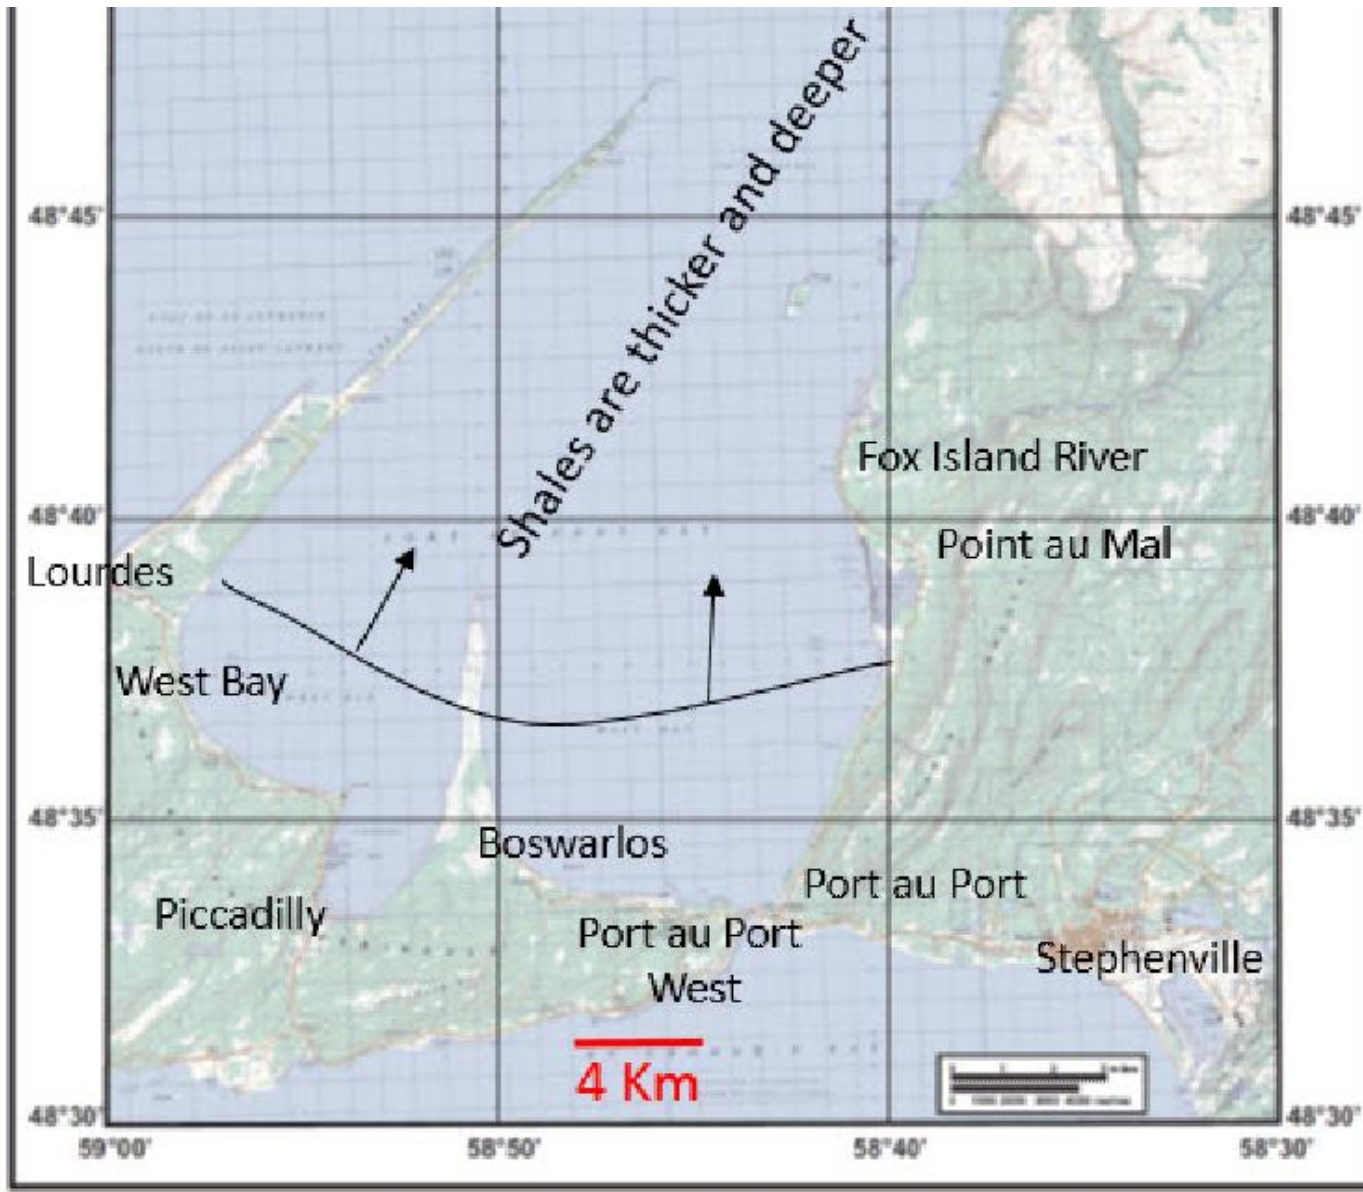 Shales are thicker and deeper
48°45'
48°45'
Fox Island River
48°40'
48°40'
Point au Mal
Lourdes
West Bay
48°35'
48°35'
Boswarlos
Port au Port
Piccadilly
Port au Port
West
Stephenville
4 Km
48°30'
48°30'
59°00'
58°50'
58°40'
58°30'